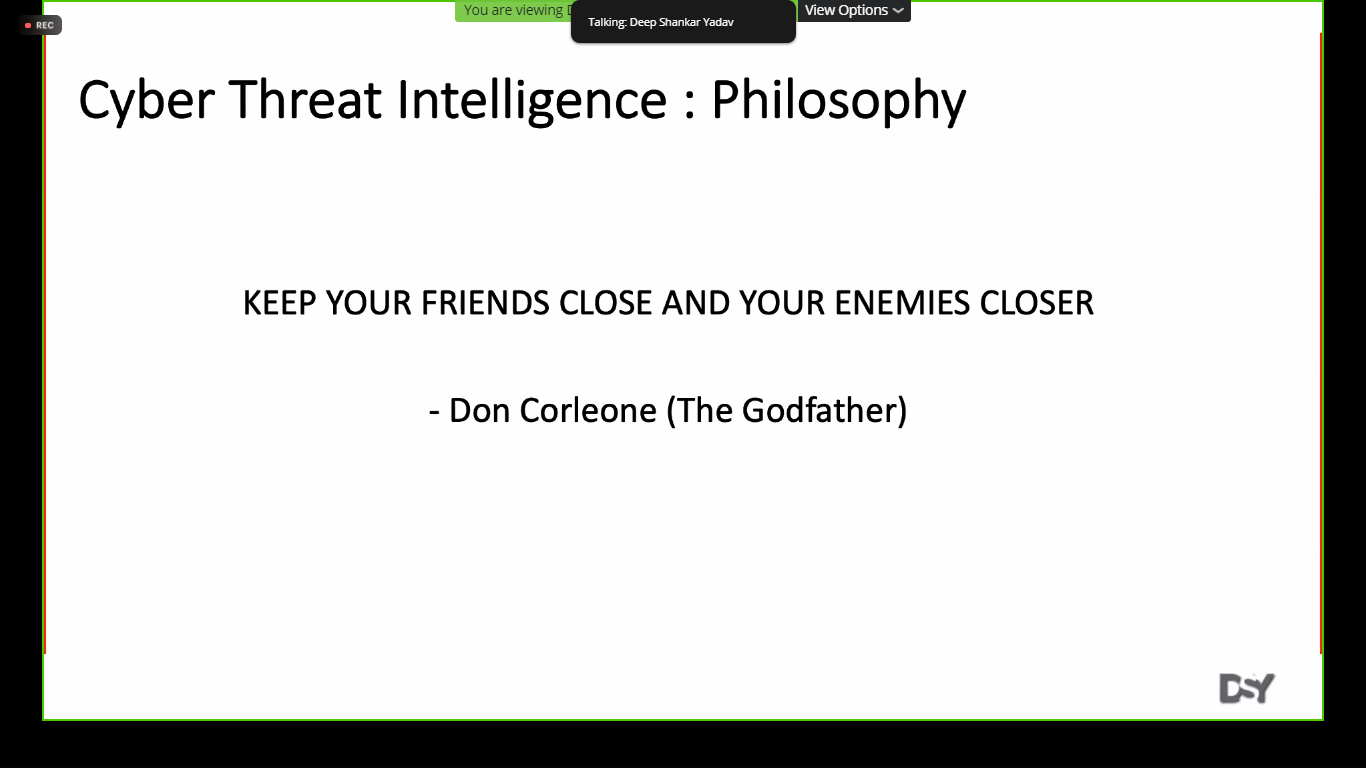 REC
You are viewing
Talking: Deep Shankar Yadav
View Options
Cyber Threat Intelligence : Philosophy
KEEP YOUR FRIENDS CLOSE AND YOUR ENEMIES CLOSER
- Don Corleone (The Godfather)
DSY